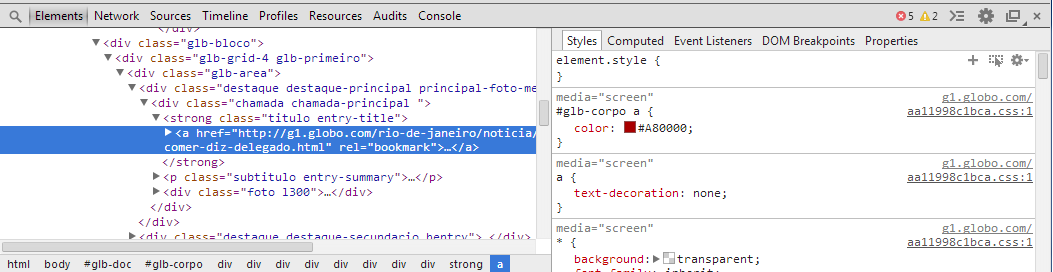 Elements Network Sources Timeline Profiles Resources Audits Console 5 2
</div>
<div class="glb-bloco">
<div class="glb-grid-4 glb-primeiro">
<div class="glb-area">
<div class="destaque destaque-principal principal-foto-me
<div class="chamada chamada-principal ">
<strong class="titulo entry-title">
<a href="http://g1.globo.com/rio-de-janeiro/noticia/
comer-diz-delegado.html" rel="bookmark">…</a>
</strong>
<p class="subtitulo entry-summary">…</p>
<div class="foto l300">…</div>
</div>
</div>
<div class="destaque destaque-secundario hentry">…</div>
html body #glb-doc #glb-corpo div div div div div div strong a
Styles Computed Event Listeners DOM Breakpoints Properties
element.style {
}
media="screen" g1.globo.com/
#glb-corpo a { aa11998c1bca.css:1
color: #A80000;
}
media="screen" g1.globo.com/
a { aa11998c1bca.css:1
text-decoration: none;
}
media="screen" g1.globo.com/
* { aa11998c1bca.css:1
background: transparent;
font-family: inherit;